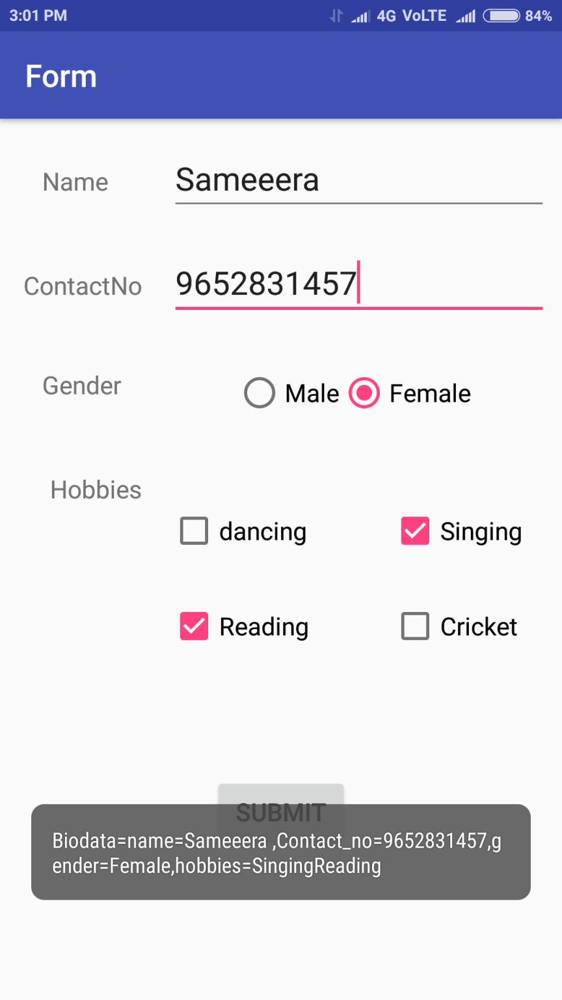 3:01 PM 4G VoLTE 84%
Form
Name Sameeera
ContactNo 9652831457
Gender Male Female
Hobbies
dancing Singing
Reading Cricket
SUBMIT
Biodata=name=Sameeera ,Contact_no=9652831457,g
ender=Female,hobbies=SingingReading